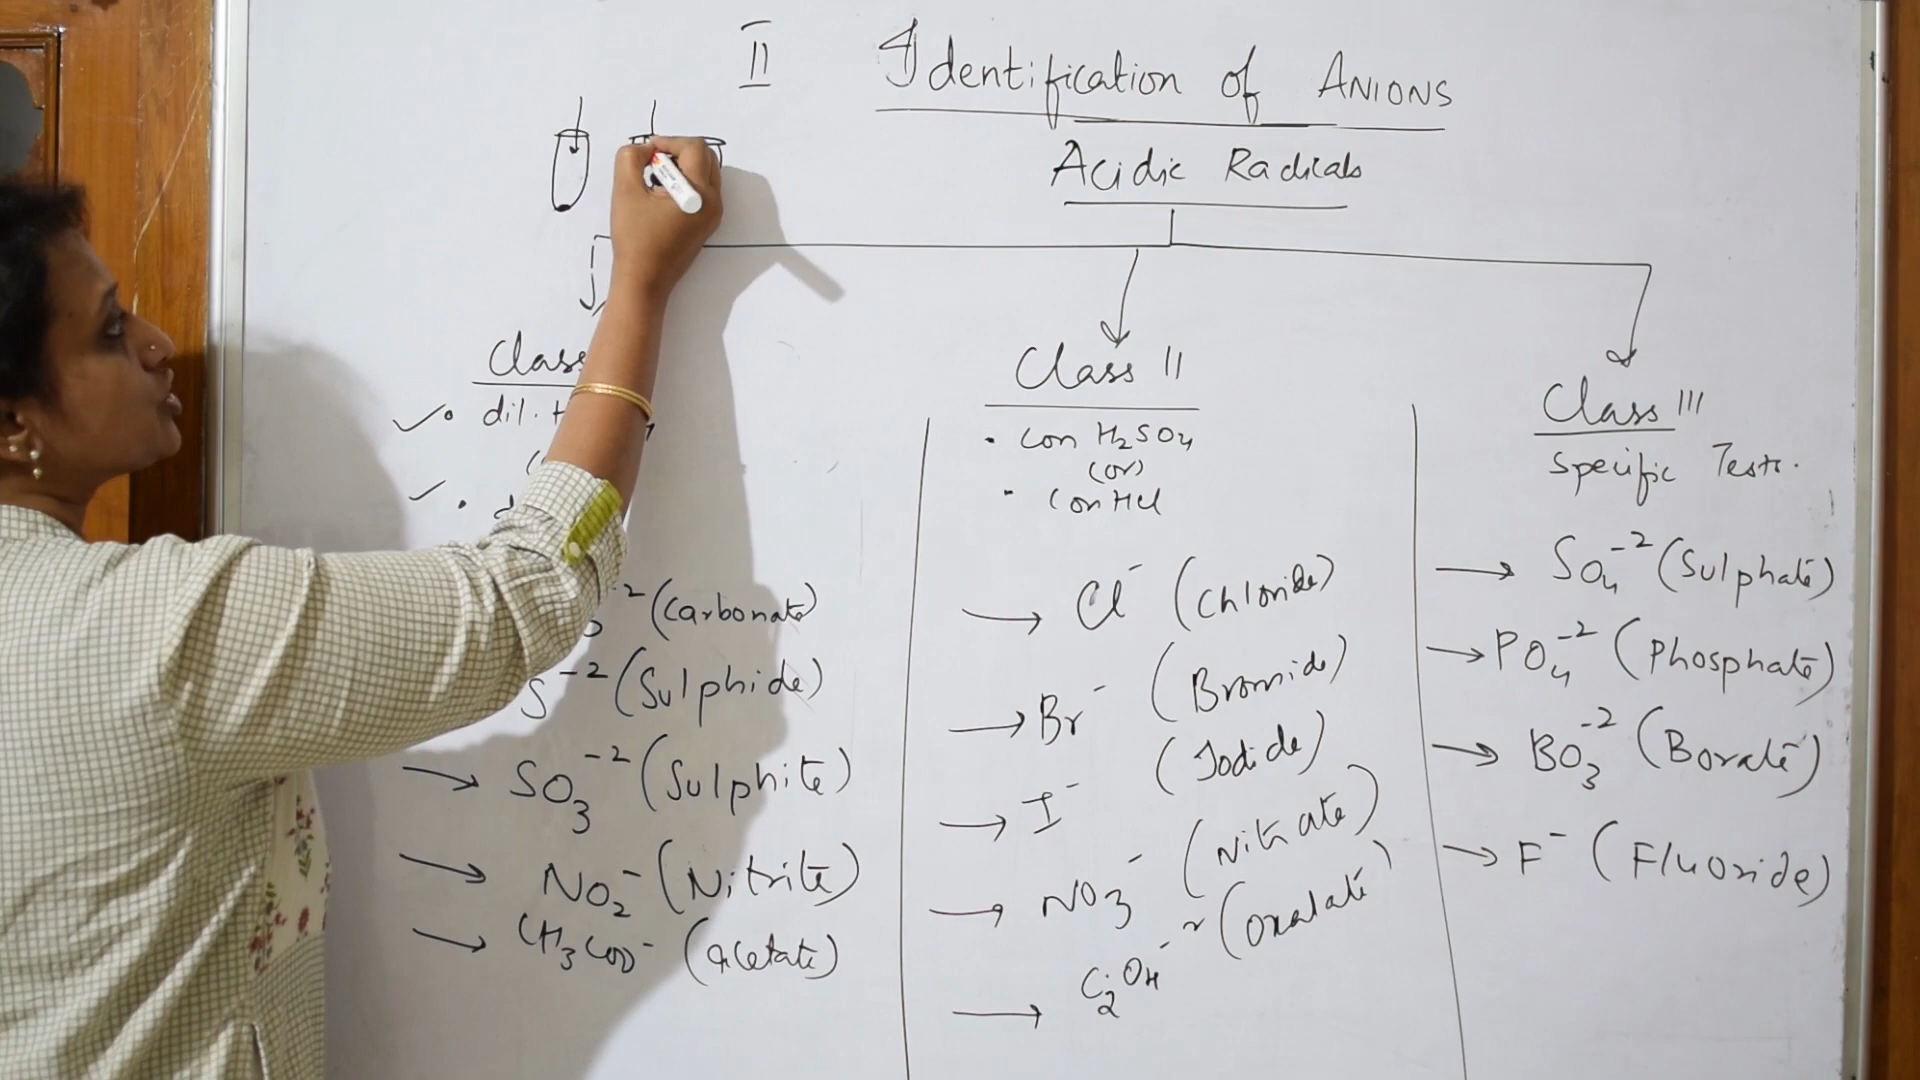 II Identification of ANIONS
Acidic Radicals
Class
dil.
Class II
• Con H₂SO₄
(or)
• Con HCl
Class III
Specific Tests.
⁻² (Carbonate)
S⁻² (Sulphide)
→ SO₃⁻² (Sulphite)
→ NO₂⁻ (Nitrite)
→ CH₃COO⁻ (Acetate)
→ Cl⁻ (Chloride)
→ Br⁻ (Bromide)
→ I⁻ (Iodide)
→ NO₃⁻ (Nitrate)
→ C₂O₄⁻² (Oxalate)
→ SO₄⁻² (Sulphate)
→ PO₄⁻² (Phosphate)
→ BO₃⁻² (Borate)
→ F⁻ (Fluoride)